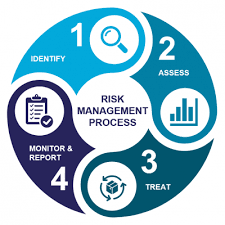 1
IDENTIFY
2
ASSESS
RISK
MANAGEMENT
PROCESS
3
TREAT
MONITOR &
REPORT
4